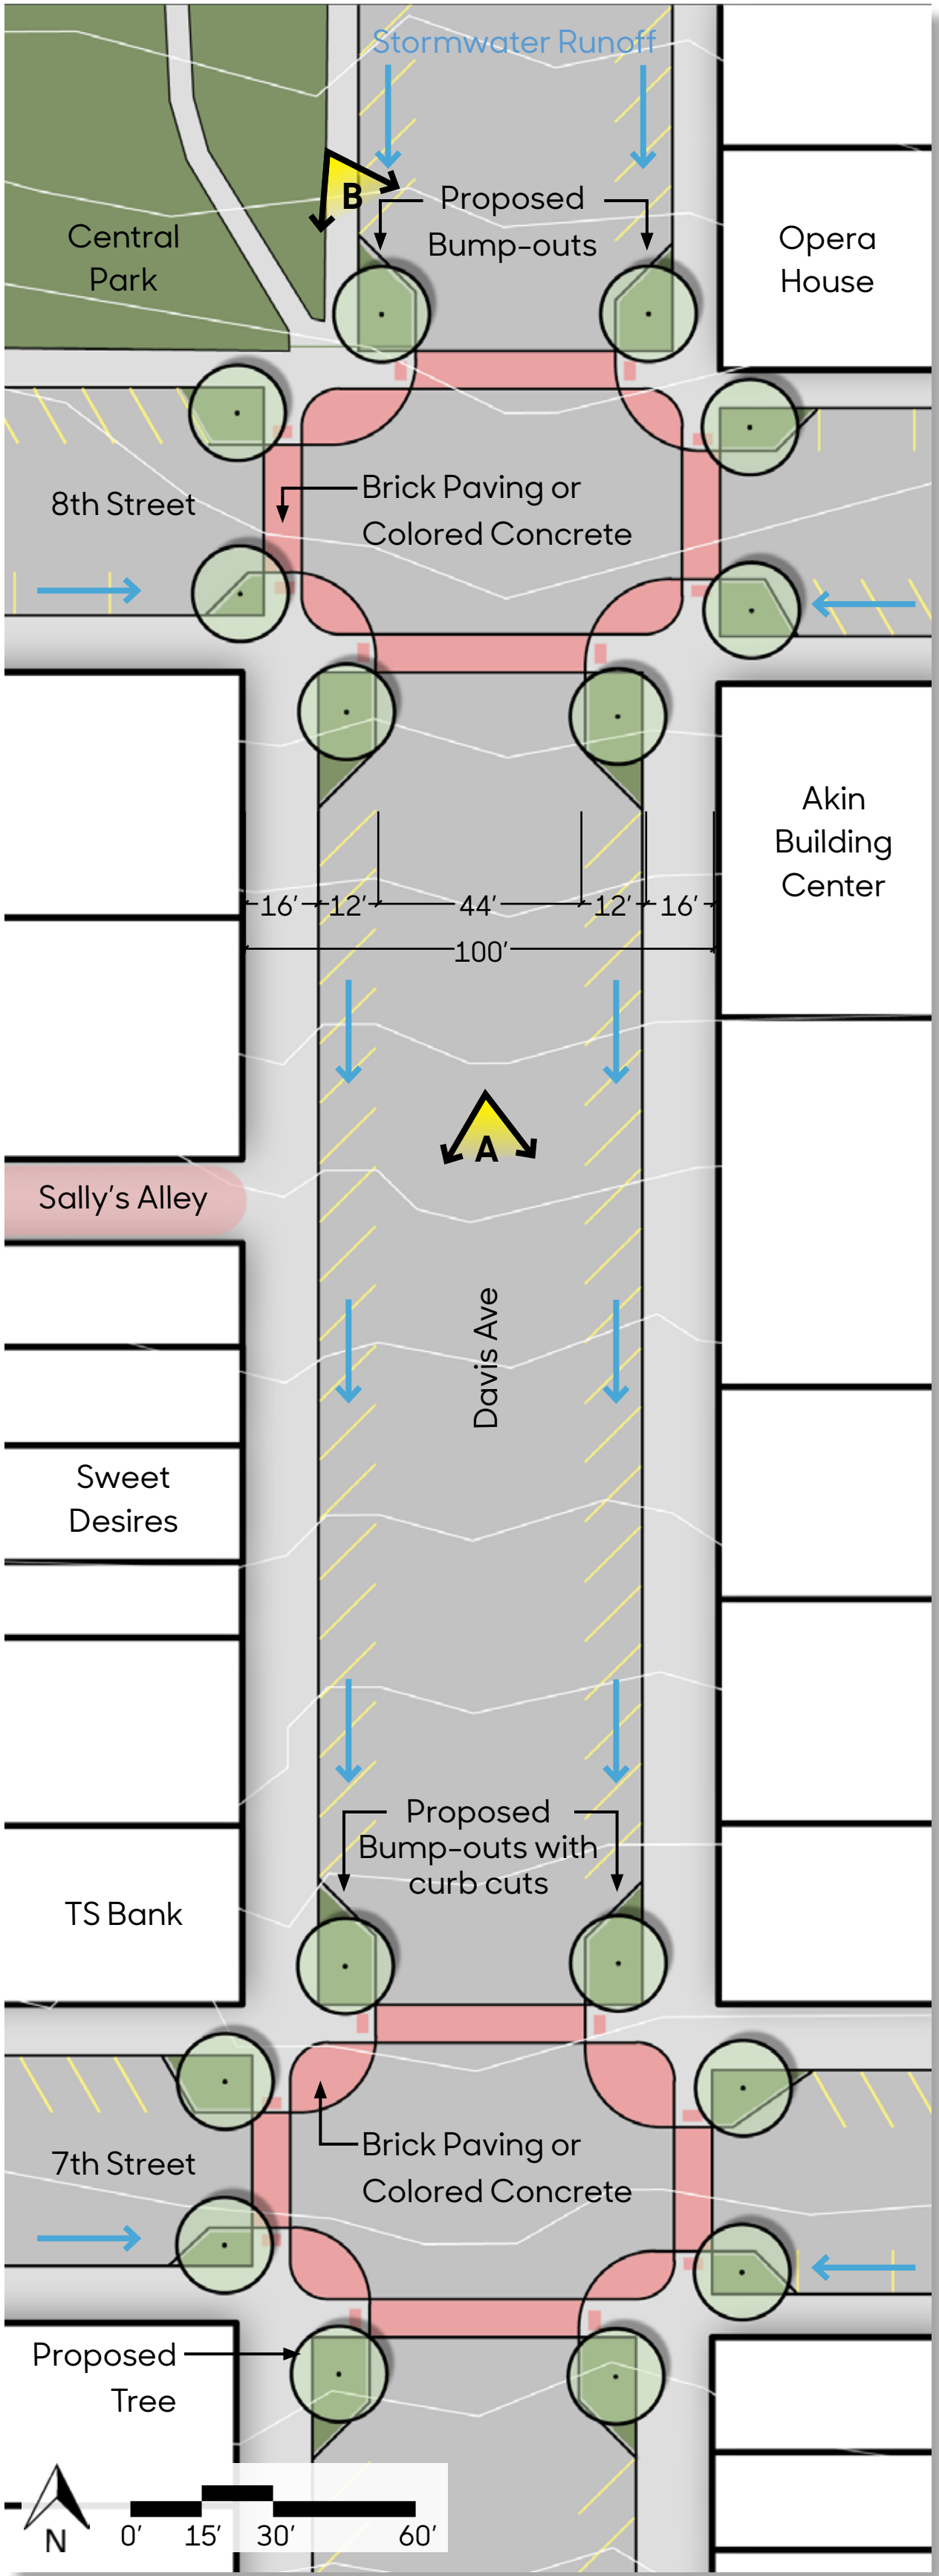 Stormwater Runoff
B
Proposed
Bump-outs
Central
Park
Opera
House
8th Street
Brick Paving or
Colored Concrete
Akin
Building
Center
16' 12' 44' 12' 16'
100'
A
Sally's Alley
Davis Ave
Sweet
Desires
Proposed
Bump-outs with
curb cuts
TS Bank
7th Street
Brick Paving or
Colored Concrete
Proposed
Tree
N
0' 15' 30' 60'